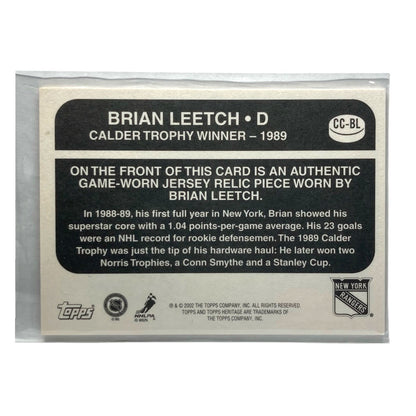 BRIAN LEETCH • D
CALDER TROPHY WINNER – 1989
CC-BL
ON THE FRONT OF THIS CARD IS AN AUTHENTIC
GAME-WORN JERSEY RELIC PIECE WORN BY
BRIAN LEETCH.
In 1988-89, his first full year in New York, Brian showed his
superstar core with a 1.04 points-per-game average. His 23 goals
were an NHL record for rookie defensemen. The 1989 Calder
Trophy was just the tip of his hardware haul: He later won two
Norris Trophies, a Conn Smythe and a Stanley Cup.
Topps
NHL
NHLPA
® & © 2002 THE TOPPS COMPANY, INC. ALL RIGHTS RESERVED.
TOPPS AND TOPPS HERITAGE ARE TRADEMARKS OF
THE TOPPS COMPANY, INC.
NEW YORK
RANGERS